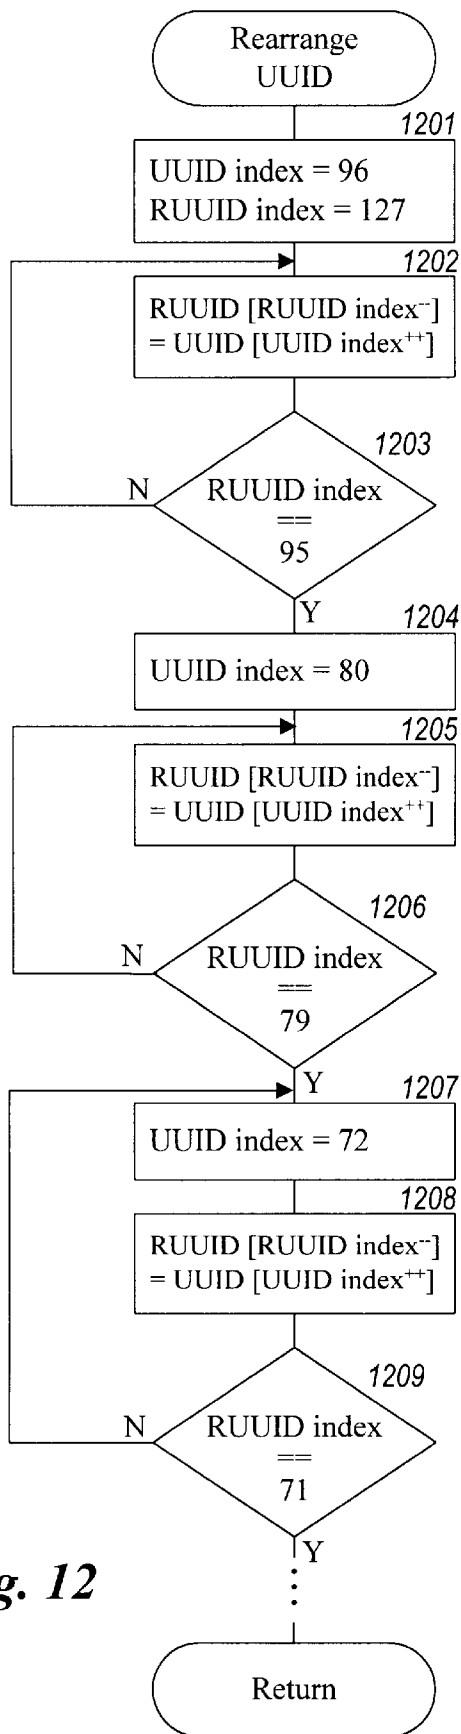 Rearrange
UUID
1201
UUID index = 96
RUUID index = 127
1202
RUUID [RUUID index--]
= UUID [UUID index++]
1203
N
RUUID index
==
95
Y
1204
UUID index = 80
1205
RUUID [RUUID index--]
= UUID [UUID index++]
1206
N
RUUID index
==
79
Y
1207
UUID index = 72
1208
RUUID [RUUID index--]
= UUID [UUID index++]
1209
N
RUUID index
==
71
Y
g. 12
Return